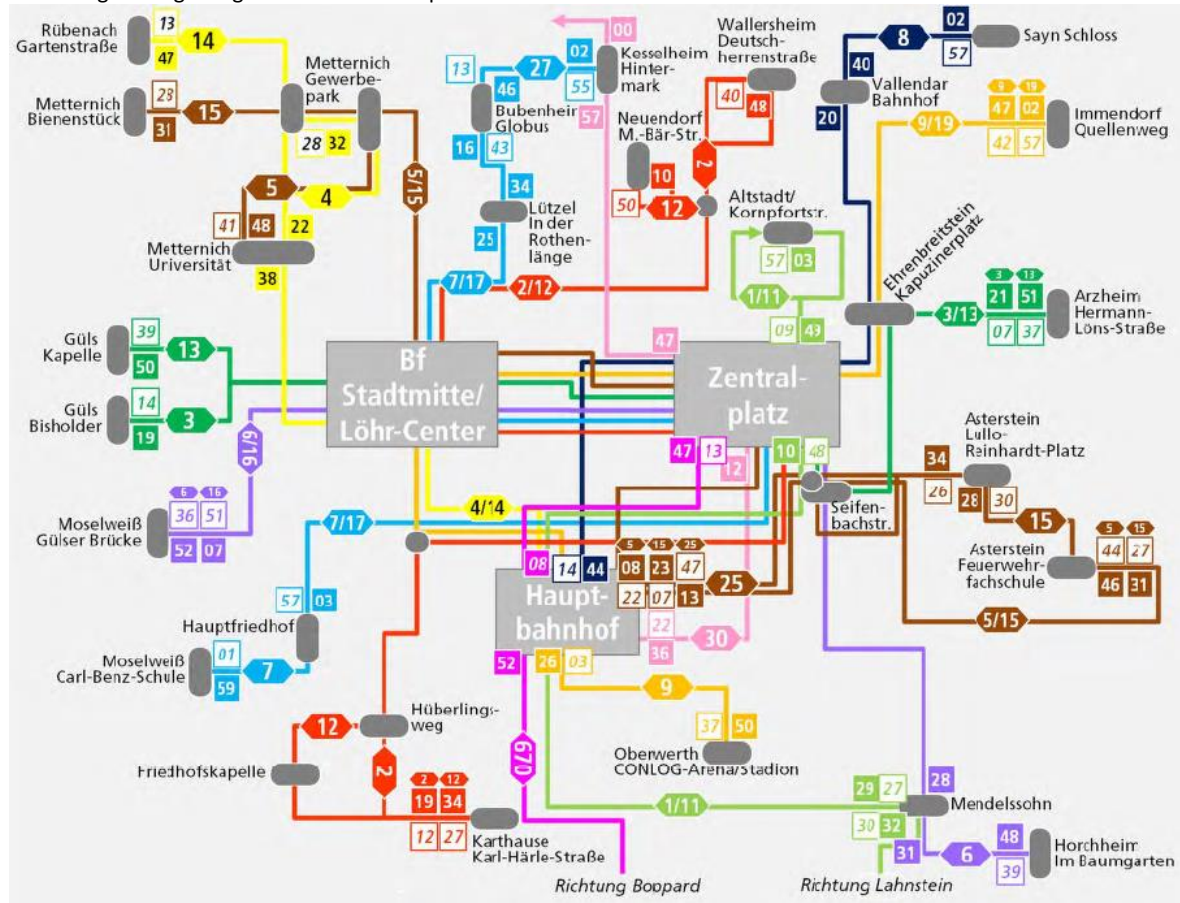 Rübenach
Gartenstraße
13
47
14
Metternich
Gewerbe-
park
Metternich
Bienenstück
23
31
15
28
32
5/15
5
4
41
48
22
Metternich
Universität
38
00
02
55
27
13
46
Kesselheim
Hinter-
mark
57
Bubenheim
Globus
16
43
34
Lützel
In der
Rothen-
länge
25
7/17
2/12
Wallersheim
Deutsch-
herrenstraße
40
48
Neuendorf
M.-Bär-Str.
2
10
50
12
Altstadt/
Kornpfortstr.
57
03
1/11
09
43
8
02
57
Sayn Schloss
40
Vallendar
Bahnhof
20
9/19
9
19
47
02
42
57
Immendorf
Quellenweg
Ehrenbreitstein
Kapuzinerplatz
3/13
3
13
21
51
07
37
Arzheim
Hermann-
Löns-Straße
Güls
Kapelle
39
50
13
Güls
Bisholder
14
19
3
Bf
Stadtmitte/
Löhr-Center
47
Zentral-
platz
6/16
6
16
36
51
52
07
Moselweiß
Gülser Brücke
47
13
12
10
48
4/14
7/17
Seifen-
bachstr.
34
26
Asterstein
Lullo-
Reinhardt-Platz
28
30
15
Asterstein
Feuerwehr-
fachschule
5
15
44
27
46
31
5/15
08
14
44
Haupt-
bahnhof
5
15
25
08
23
47
22
07
13
25
22
36
30
57
03
Hauptfriedhof
Moselweiß
Carl-Benz-Schule
01
59
7
52
26
03
9
37
50
Oberwerth
CONLOG-Arena/Stadion
12
Hüberlings-
weg
Friedhofskapelle
2
2
12
19
34
12
27
Karthause
Karl-Härle-Straße
670
1/11
29
27
30
32
28
Mendelssohn
31
6
48
39
Horchheim
Im Baumgarten
Richtung Boppard
Richtung Lahnstein